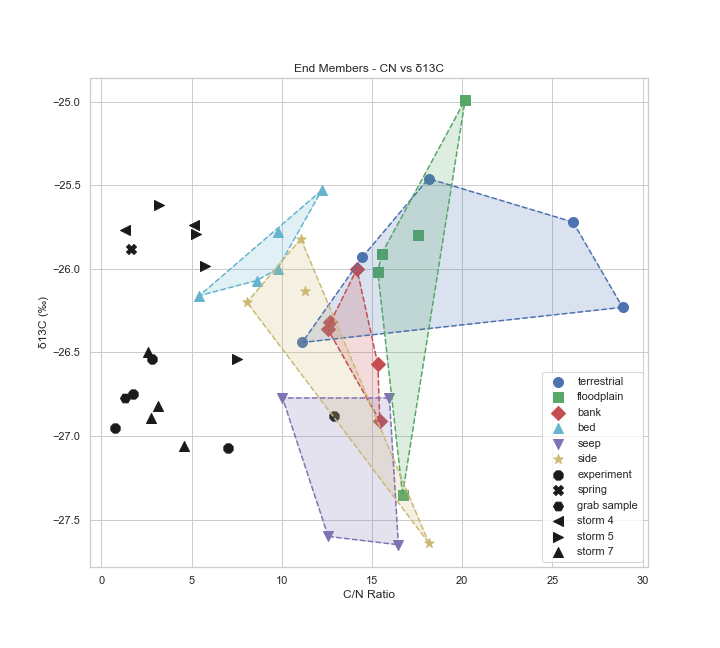 End Members - CN vs δ13C
−25.0
−25.5
−26.0
−26.5
−27.0
−27.5
δ13C (‰)
0 5 10 15 20 25 30
C/N Ratio
terrestrial
floodplain
bank
bed
seep
side
experiment
spring
grab sample
storm 4
storm 5
storm 7